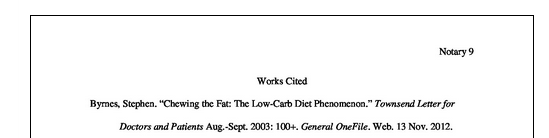 Notary 9
Works Cited
Byrnes, Stephen. “Chewing the Fat: The Low-Carb Diet Phenomenon.” Townsend Letter for
Doctors and Patients Aug.-Sept. 2003: 100+. General OneFile. Web. 13 Nov. 2012.